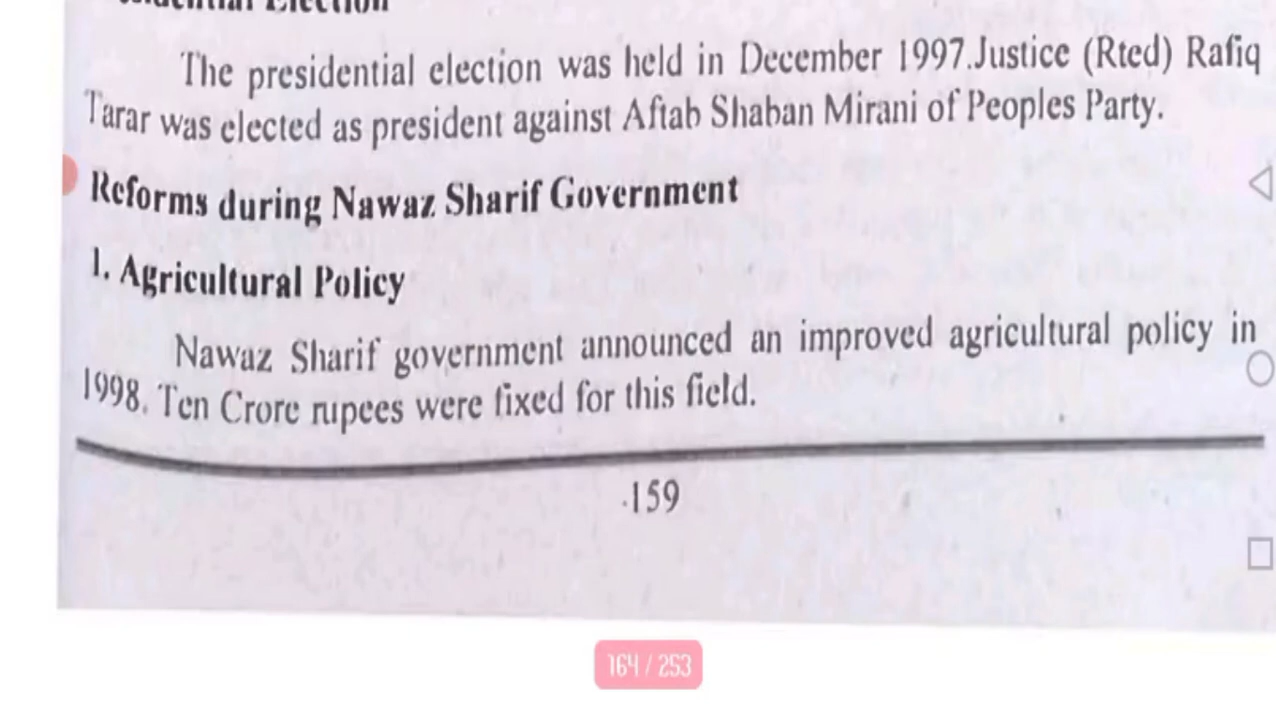 Election
The presidential election was held in December 1997.Justice (Rted) Rafiq
Tarar was elected as president against Aftab Shaban Mirani of Peoples Party.
Reforms during Nawaz Sharif Government
1. Agricultural Policy
Nawaz Sharif government announced an improved agricultural policy in
1998. Ten Crore rupees were fixed for this field.
159
164 / 253